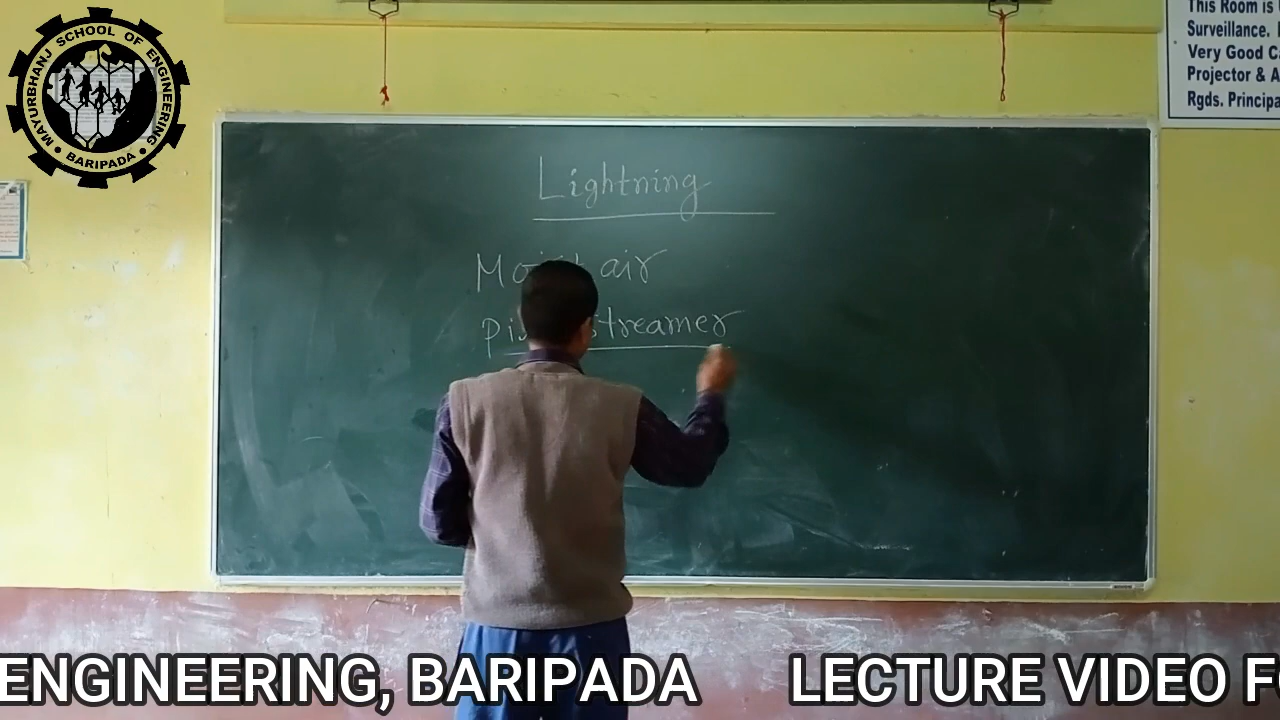 MAYURBHANJ SCHOOL OF ENGINEERING
• BARIPADA •
This Room is
Surveillance.
Very Good
Projector &
Rgds.
Lightning
air
streamer
ENGINEERING, BARIPADA LECTURE VIDEO